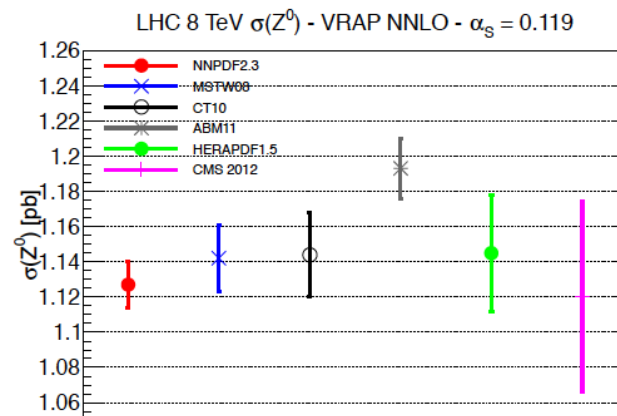 LHC 8 TeV σ(Z⁰) - VRAP NNLO - α_S = 0.119
σ(Z⁰) [pb]
1.26
1.24
1.22
1.2
1.18
1.16
1.14
1.12
1.1
1.08
1.06
NNPDF2.3
MSTW08
CT10
ABM11
HERAPDF1.5
CMS 2012